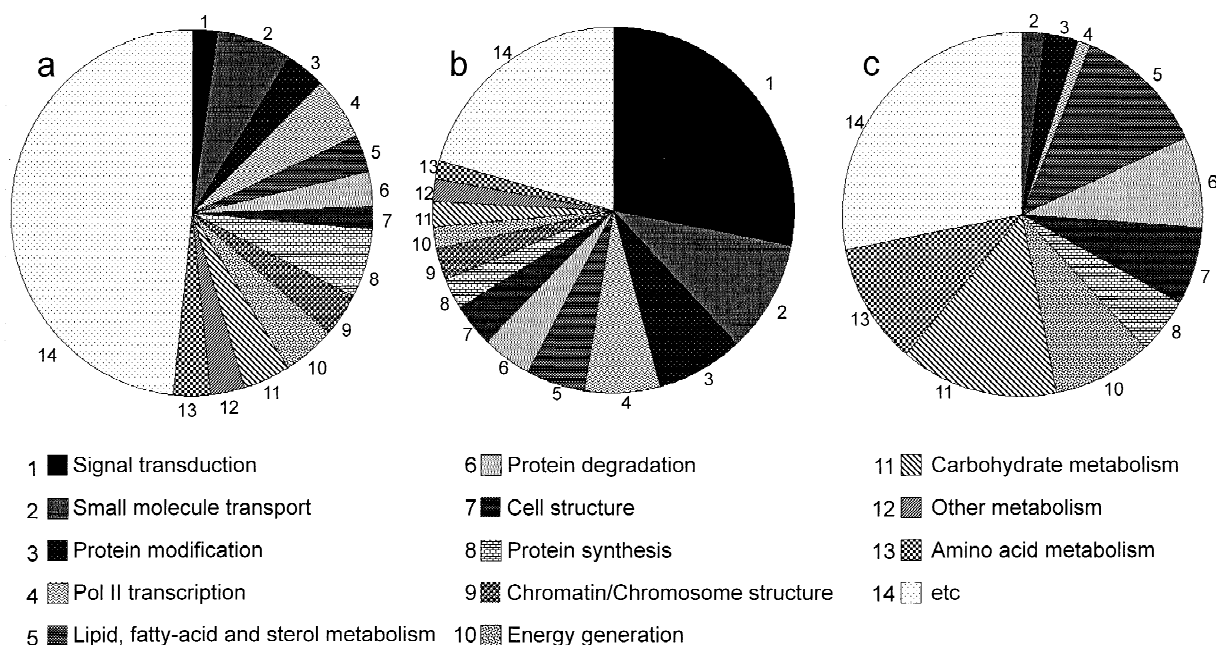 a
1
2
3
4
5
6
7
8
9
10
11
12
13
14
b
1
2
3
4
5
6
7
8
9
10
11
12
13
14
c
2
3
4
5
6
7
8
10
11
13
14
1 Signal transduction
2 Small molecule transport
3 Protein modification
4 Pol II transcription
5 Lipid, fatty-acid and sterol metabolism
6 Protein degradation
7 Cell structure
8 Protein synthesis
9 Chromatin/Chromosome structure
10 Energy generation
11 Carbohydrate metabolism
12 Other metabolism
13 Amino acid metabolism
14 etc